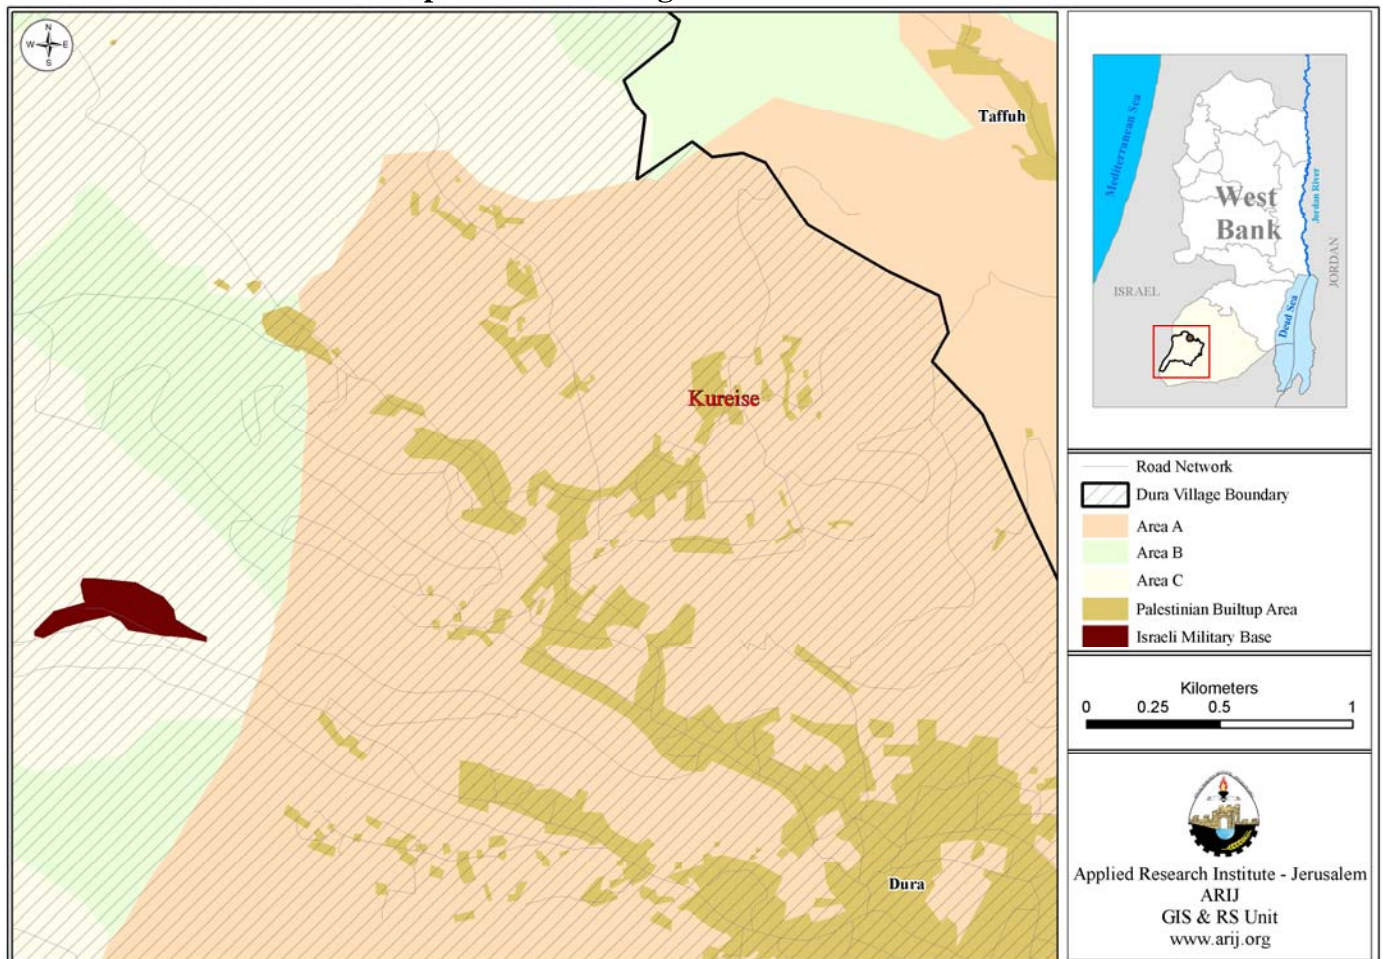 N
W E
S
Taffuh
Kureise
Dura
Mediterranean Sea
West
Bank
Jordan River
JORDAN
ISRAEL
Dead Sea
Road Network
Dura Village Boundary
Area A
Area B
Area C
Palestinian Builtup Area
Israeli Military Base
Kilometers
0 0.25 0.5 1
Applied Research Institute - Jerusalem
ARIJ
GIS & RS Unit
www.arij.org